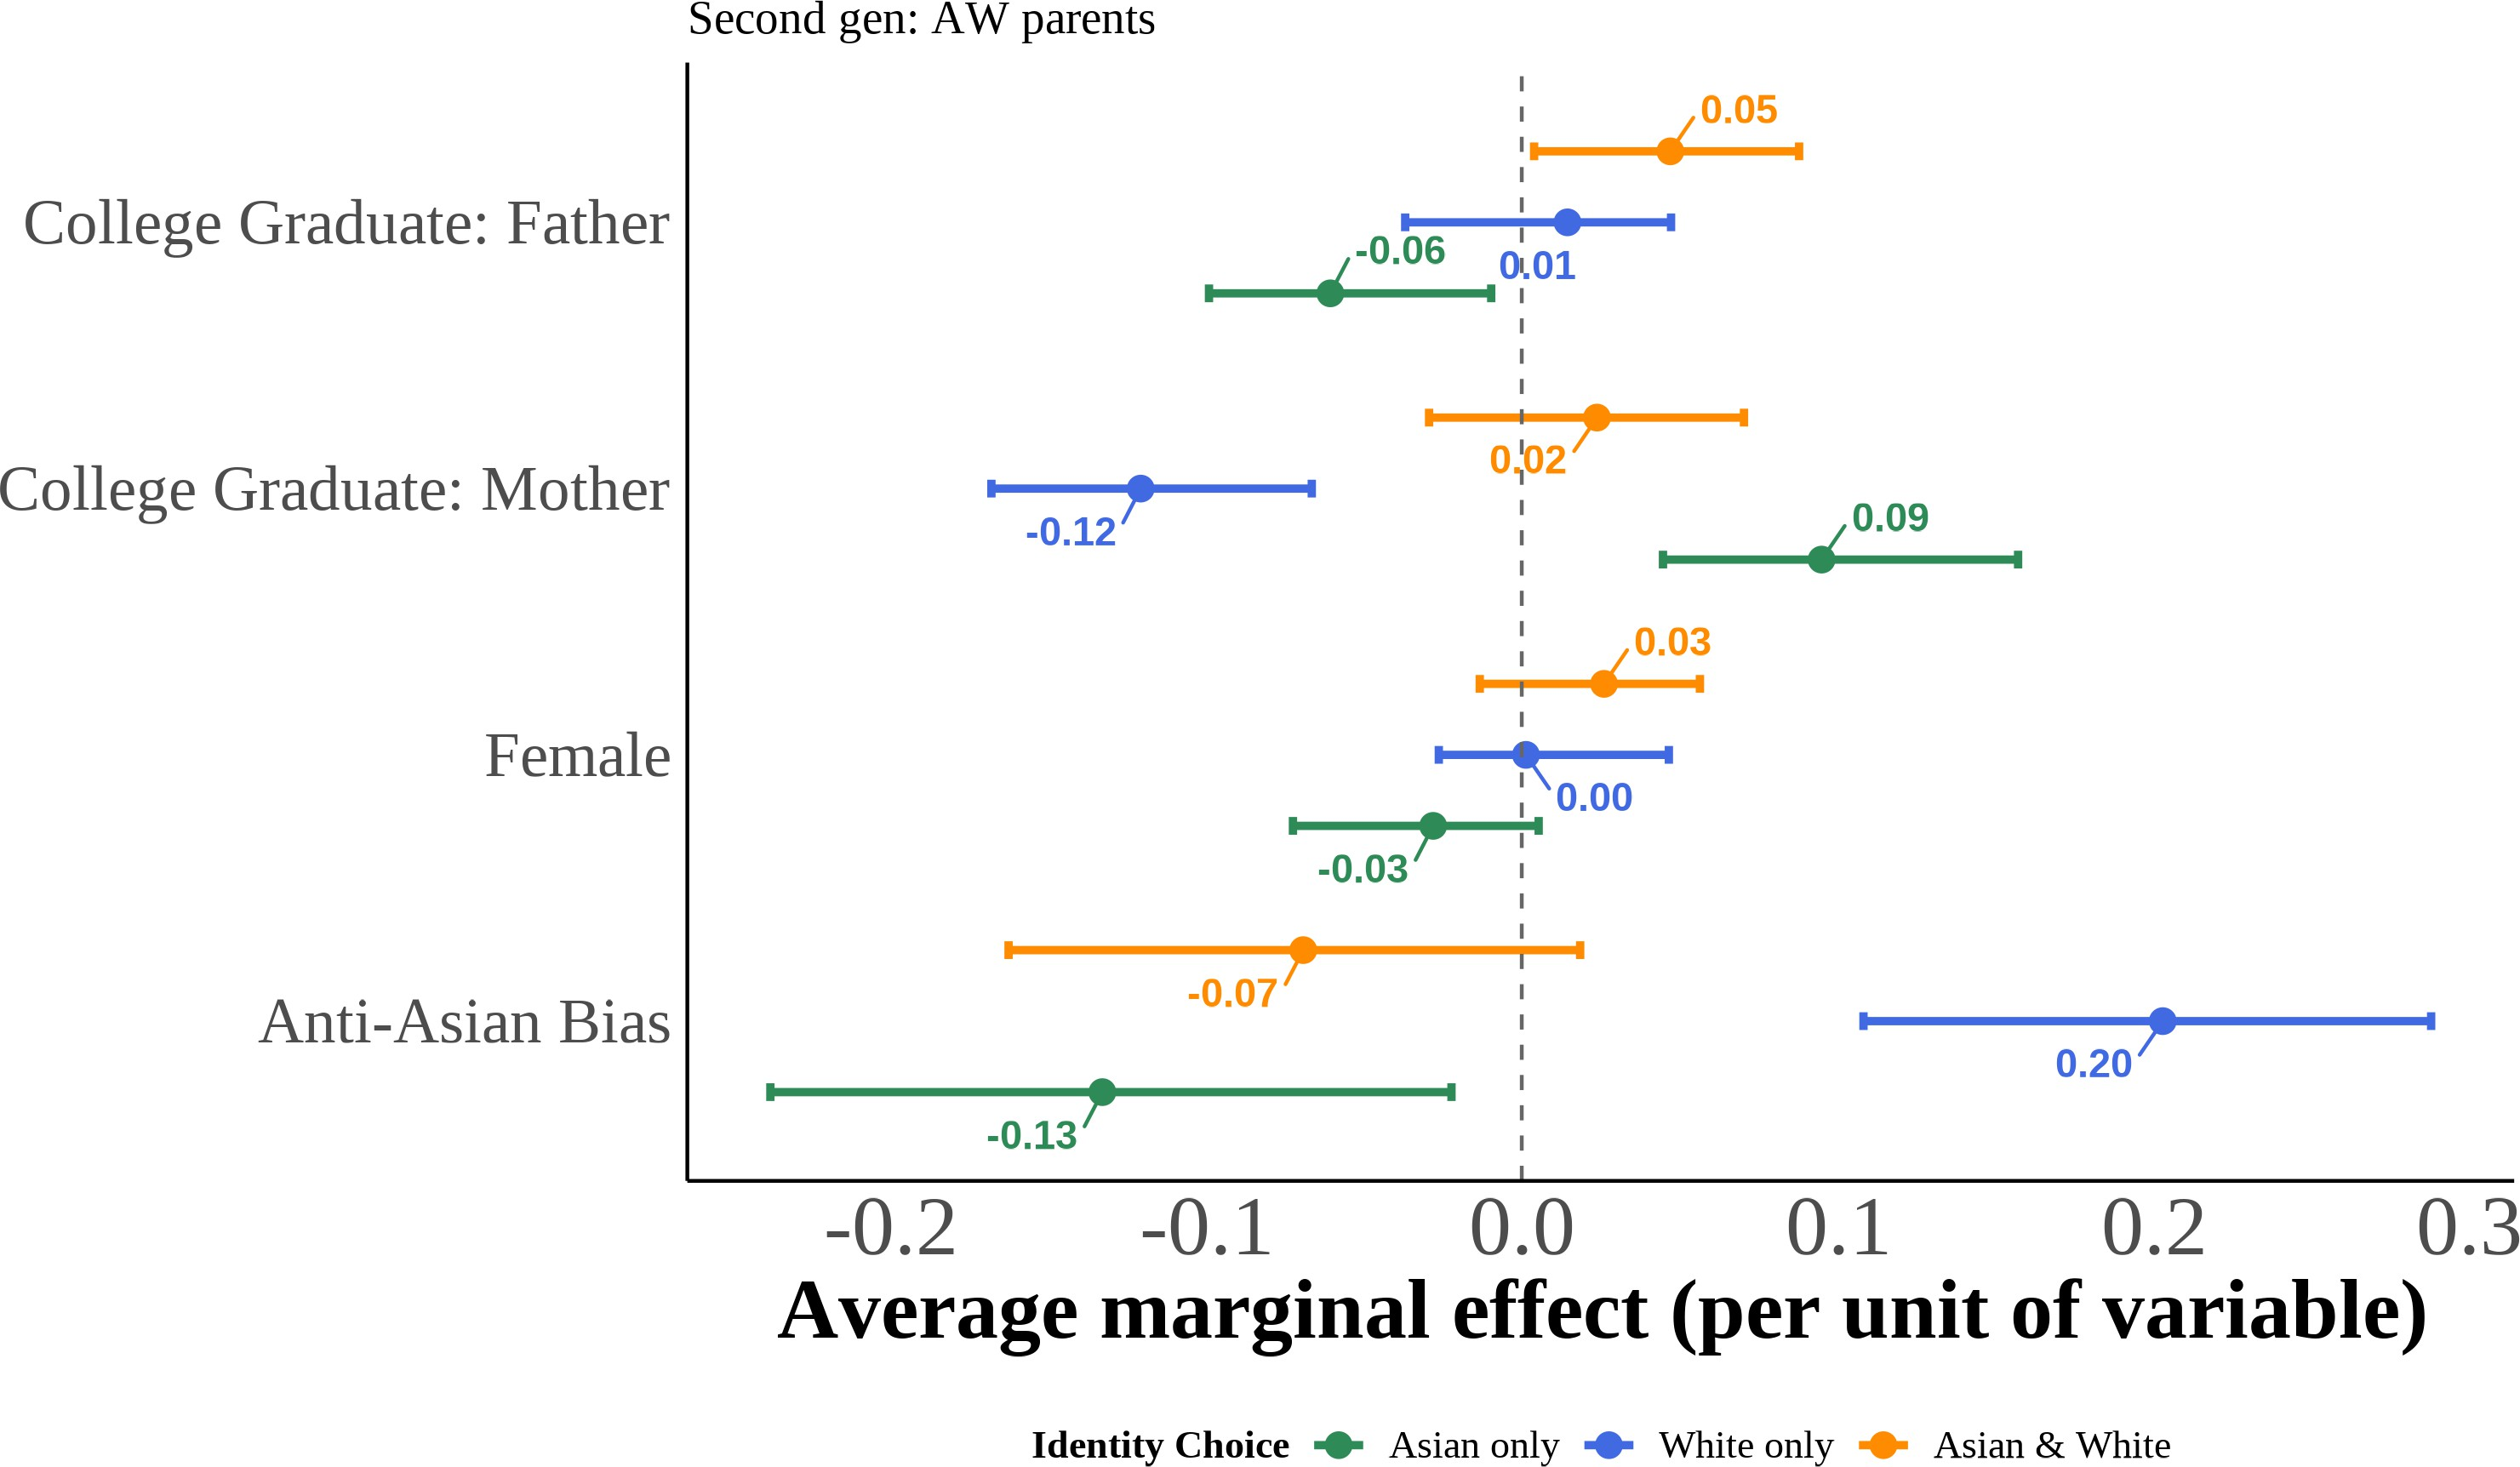 Second gen: AW parents
0.05
College Graduate: Father
-0.06
0.01
0.02
College Graduate: Mother
-0.12
0.09
0.03
Female
0.00
-0.03
-0.07
Anti-Asian Bias
0.20
-0.13
-0.2 -0.1 0.0 0.1 0.2 0.3
Average marginal effect (per unit of variable)
Identity Choice Asian only White only Asian & White